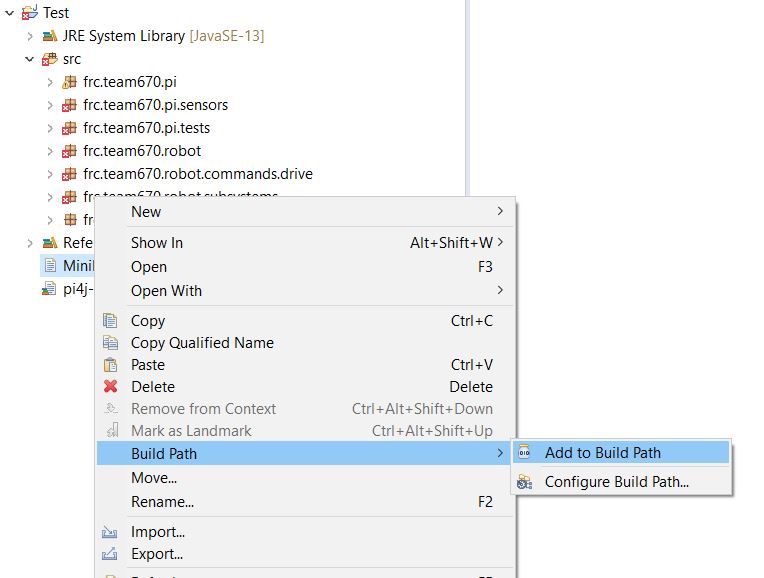 Test
JRE System Library [JavaSE-13]
src
frc.team670.pi
frc.team670.pi.sensors
frc.team670.pi.tests
frc.team670.robot
frc.team670.robot.commands.drive
frc.team670.robot.subsystems
fr
Refe
Mini
pi4j-
New
Show In Alt+Shift+W
Open F3
Open With
Copy Ctrl+C
Copy Qualified Name
Paste Ctrl+V
Delete Delete
Remove from Context Ctrl+Alt+Shift+Down
Mark as Landmark Ctrl+Alt+Shift+Up
Build Path
Add to Build Path
Configure Build Path...
Move...
Rename... F2
Import...
Export...